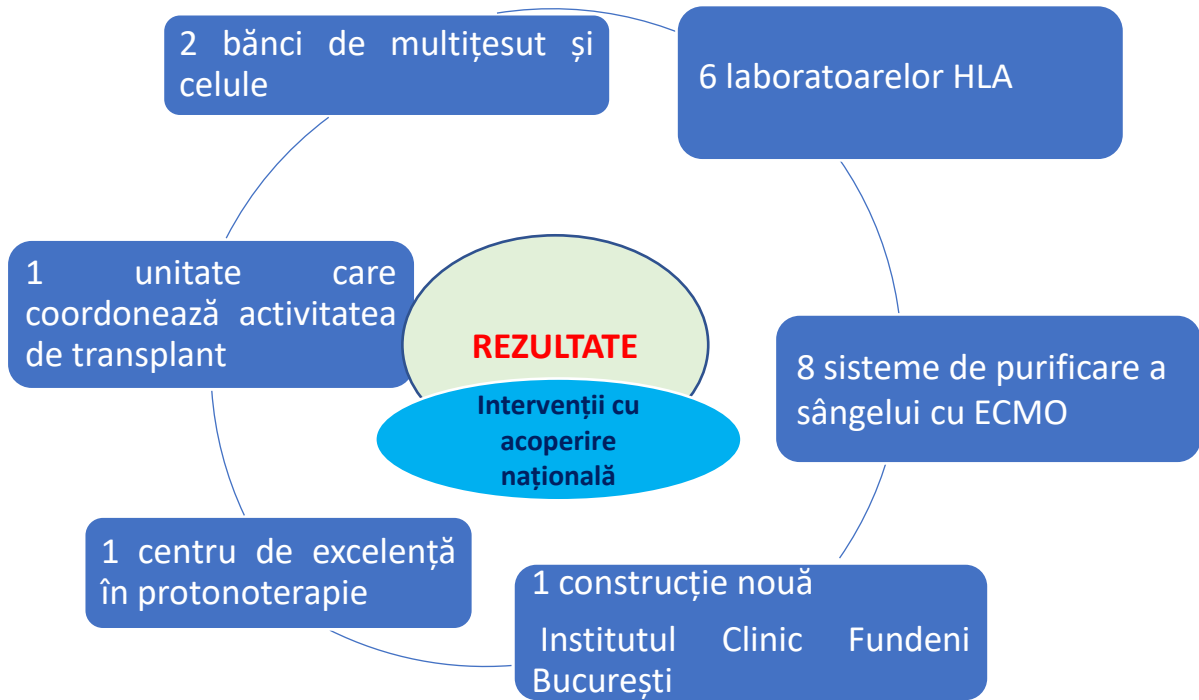 2 bănci de multițesut și
celule
6 laboratoarelor HLA
1 unitate care
coordonează activitatea
de transplant
REZULTATE
Intervenții cu
acoperire
națională
8 sisteme de purificare a
sângelui cu ECMO
1 centru de excelență
în protonoterapie
1 construcție nouă
Institutul Clinic Fundeni
București